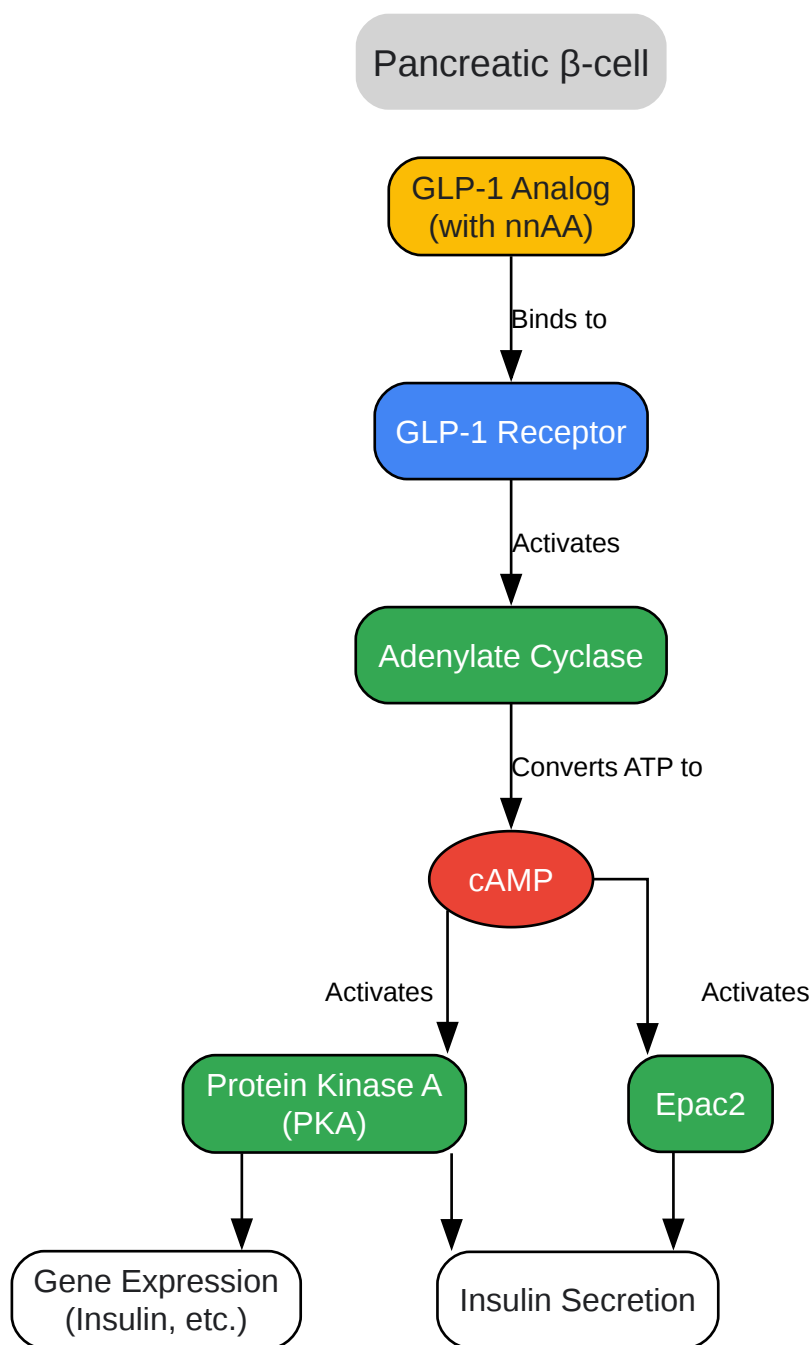 Pancreatic β-cell
GLP-1 Analog
(with nnAA)
Binds to
GLP-1 Receptor
Activates
Adenylate Cyclase
Converts ATP to
cAMP
Activates
Activates
Protein Kinase A
(PKA)
Epac2
Gene Expression
(Insulin, etc.)
Insulin Secretion